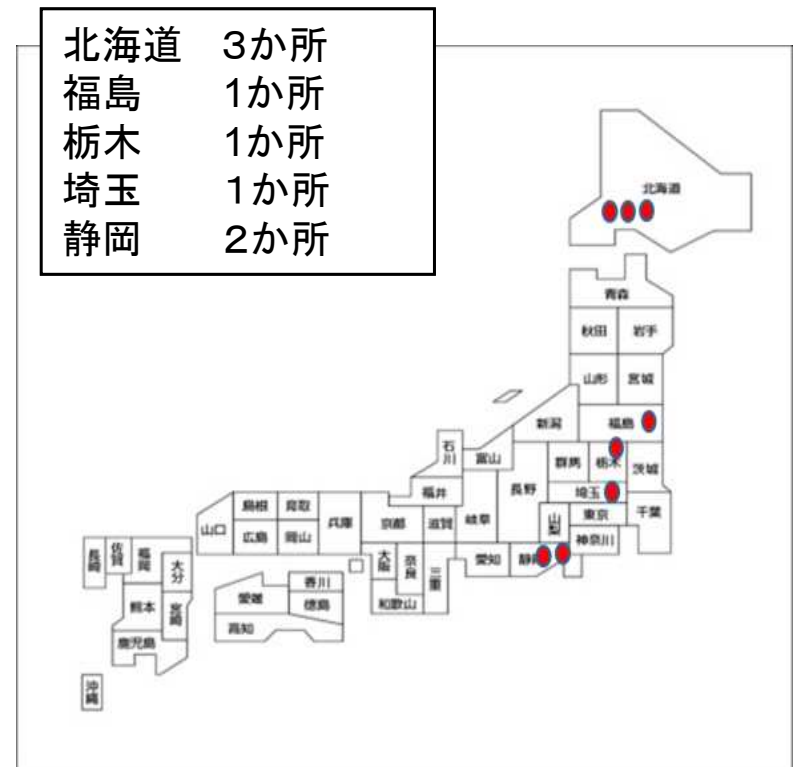 北海道　３か所
福島　　1か所
栃木　　1か所
埼玉　　１か所
静岡　　２か所
北海道
青森
秋田 岩手
山形 宮城
新潟 福島
石川 富山 群馬 栃木 茨城
福井 長野 埼玉
島根 鳥取 兵庫 京都 滋賀 岐阜 山梨 東京 千葉
山口 広島 岡山 神奈川
長崎 佐賀 福岡 大分 大阪 奈良 三重 愛知 静岡
香川
愛媛 徳島 和歌山
熊本 宮崎
高知
鹿児島
沖縄